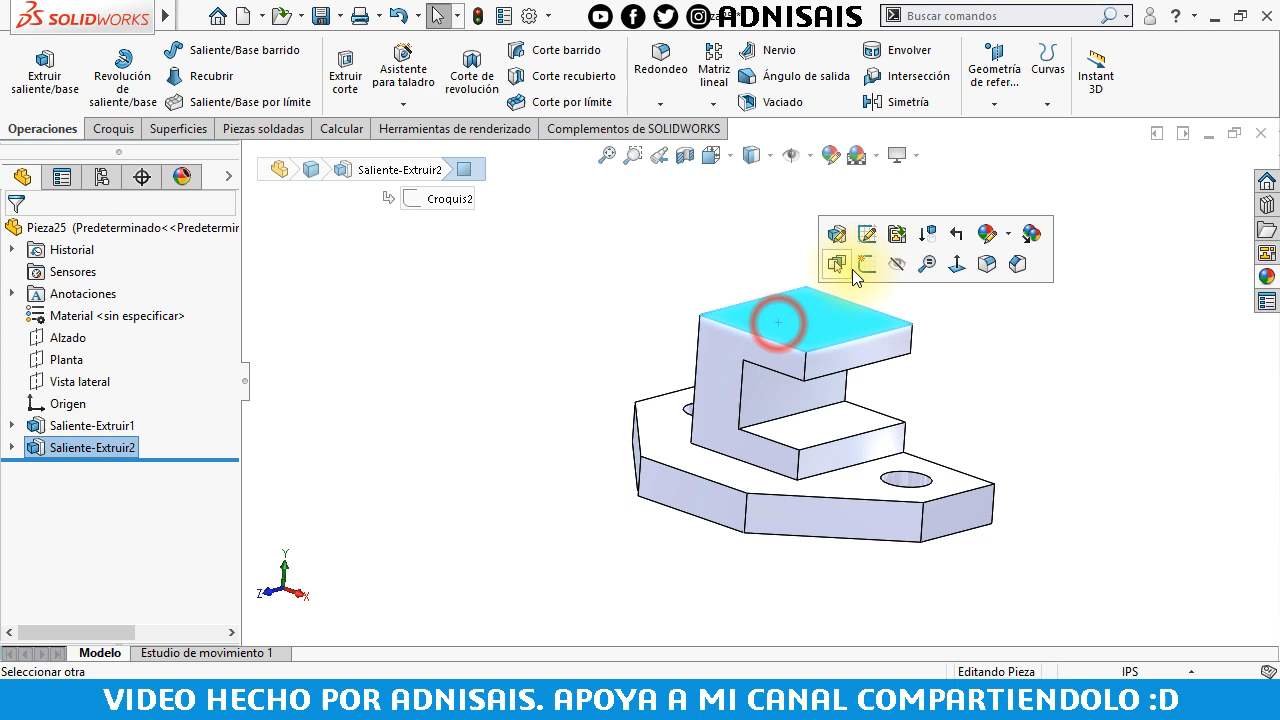 SOLIDWORKS
ADNISAIS
Buscar comandos
Extruir saliente/base
Revolución de saliente/base
Saliente/Base barrido
Recubrir
Saliente/Base por límite
Extruir corte
Asistente para taladro
Corte de revolución
Corte barrido
Corte recubierto
Corte por límite
Redondeo
Matriz lineal
Nervio
Ángulo de salida
Vaciado
Envolver
Intersección
Simetría
Geometría de refer...
Curvas
Instant 3D
Operaciones
Croquis
Superficies
Piezas soldadas
Calcular
Herramientas de renderizado
Complementos de SOLIDWORKS
Saliente-Extruir2
Croquis2
Pieza25 (Predeterminado<<Predetermir
Historial
Sensores
Anotaciones
Material <sin especificar>
Alzado
Planta
Vista lateral
Origen
Saliente-Extruir1
Saliente-Extruir2
Y
Z
X
Modelo
Estudio de movimiento 1
Seleccionar otra
Editando Pieza
IPS
VIDEO HECHO POR ADNISAIS. APOYA A MI CANAL COMPARTIENDOLO :D